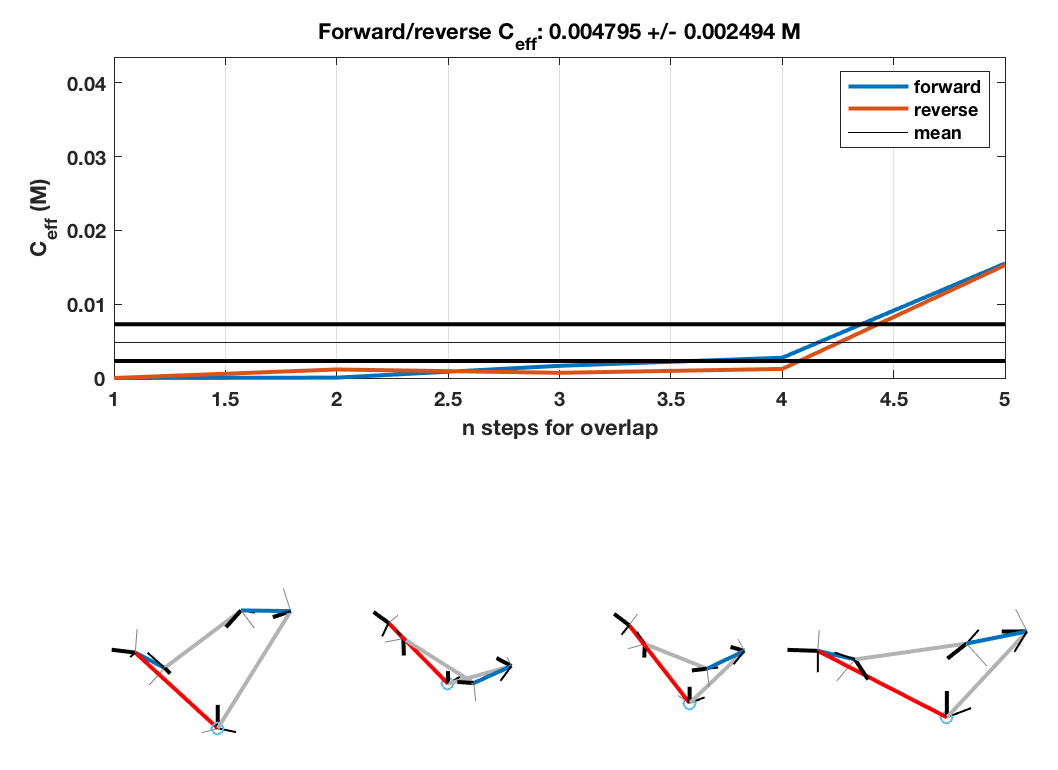 Forward/reverse C_eff: 0.004795 +/- 0.002494 M
0.04
0.03
0.02
0.01
0
C_eff (M)
forward
reverse
mean
1 1.5 2 2.5 3 3.5 4 4.5 5
n steps for overlap